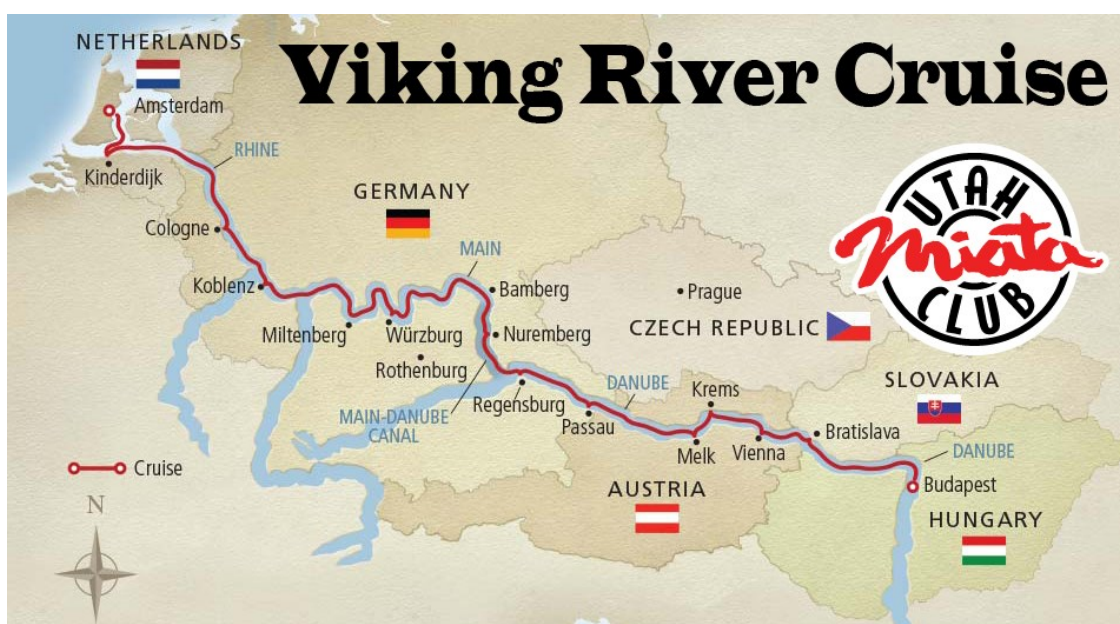 Viking River Cruise
NETHERLANDS
Amsterdam
RHINE
Kinderdijk
GERMANY
Cologne
MAIN
Koblenz
Bamberg
Prague
Miltenberg
Würzburg
Nuremberg
CZECH REPUBLIC
Rothenburg
UTAH
Miata
CLUB
SLOVAKIA
DANUBE
Krems
Regensburg
MAIN-DANUBE
CANAL
Passau
Bratislava
Melk
Vienna
DANUBE
Cruise
AUSTRIA
Budapest
HUNGARY
N